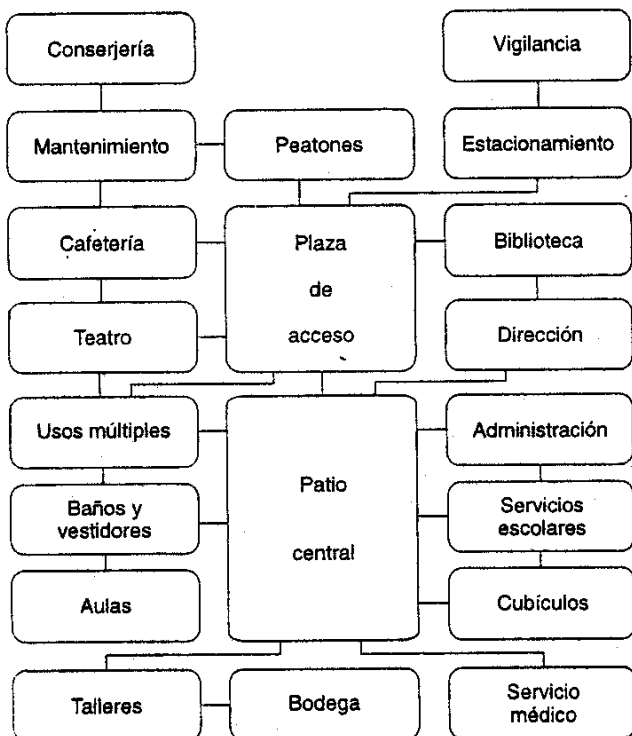 Conserjería
Vigilancia
Mantenimiento
Peatones
Estacionamiento
Cafetería
Plaza
de
acceso
Biblioteca
Teatro
Dirección
Usos múltiples
Patio
central
Administración
Baños y
vestidores
Servicios
escolares
Aulas
Cubículos
Talleres
Bodega
Servicio
médico